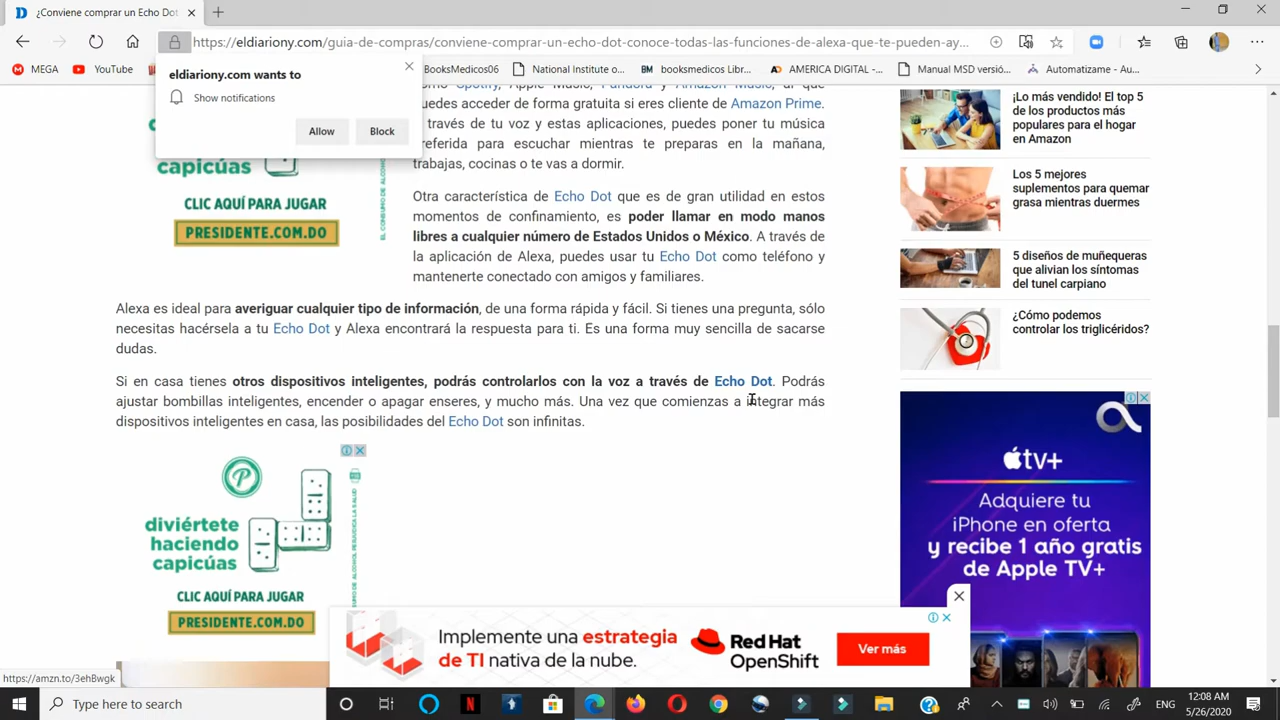 ¿Conviene comprar un Echo Dot
https://eldiariony.com/guia-de-compras/conviene-comprar-un-echo-dot-conoce-todas-las-funciones-de-alexa-que-te-pueden-ay...
MEGA
YouTube
BooksMedicos06
National Institute o...
BM booksmedicos Libr...
AMERICA DIGITAL -...
Manual MSD versió...
Automatizame - Au...
eldiariony.com wants to
Show notifications
Allow
Block
como Spotify, Apple Music, Pandora y Amazon Music, al que
puedes acceder de forma gratuita si eres cliente de Amazon Prime.
través de tu voz y estas aplicaciones, puedes poner tu música
preferida para escuchar mientras te preparas en la mañana,
trabajas, cocinas o te vas a dormir.
Otra característica de Echo Dot que es de gran utilidad en estos
momentos de confinamiento, es poder llamar en modo manos
libres a cualquier número de Estados Unidos o México. A través de
la aplicación de Alexa, puedes usar tu Echo Dot como teléfono y
mantenerte conectado con amigos y familiares.
capicúas
CLIC AQUÍ PARA JUGAR
PRESIDENTE.COM.DO
Alexa es ideal para averiguar cualquier tipo de información, de una forma rápida y fácil. Si tienes una pregunta, sólo
necesitas hacérsela a tu Echo Dot y Alexa encontrará la respuesta para ti. Es una forma muy sencilla de sacarse
dudas.
Si en casa tienes otros dispositivos inteligentes, podrás controlarlos con la voz a través de Echo Dot. Podrás
ajustar bombillas inteligentes, encender o apagar enseres, y mucho más. Una vez que comienzas a integrar más
dispositivos inteligentes en casa, las posibilidades del Echo Dot son infinitas.
diviértete
haciendo
capicúas
CLIC AQUÍ PARA JUGAR
PRESIDENTE.COM.DO
¡Lo más vendido! El top 5
de los productos más
populares para el hogar
en Amazon
Los 5 mejores
suplementos para quemar
grasa mientras duermes
5 diseños de muñequeras
que alivian los síntomas
del tunel carpiano
¿Cómo podemos
controlar los triglicéridos?
tv+
Adquiere tu
iPhone en oferta
y recibe 1 año gratis
de Apple TV+
Implemente una estrategia
de TI nativa de la nube.
Red Hat
OpenShift
Ver más
https://amzn.to/3ehBwgk
Type here to search
ENG
12:08 AM
5/26/2020